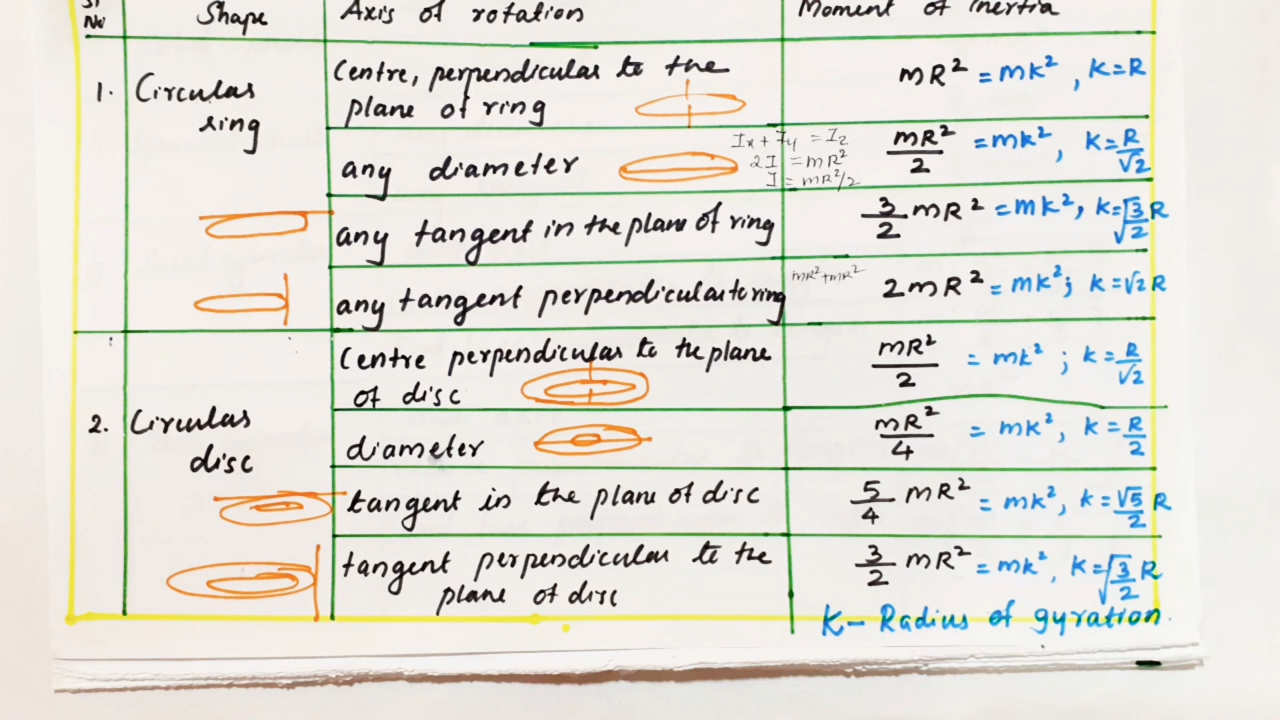 Sl No Shape Axis of rotation Moment of inertia
1. Circular ring
Centre, perpendicular to the
plane of ring
mR² = mk², k=R
any diameter
Ix + Iy = Iz
2I = mR²
I = mR²/2
mR²/2 = mk², k=R/√2
any tangent in the plane of ring
3/2 mR² = mk², k=√3/2 R
any tangent perpendicular to ring
mR²+mR²
2mR² = mk²; k=√2 R
2. Circular disc
Centre perpendicular to the plane
of disc
mR²/2 = mk²; k=R/√2
diameter
mR²/4 = mk², k=R/2
tangent in the plane of disc
5/4 mR² = mk², k=√5/2 R
tangent perpendicular to the
plane of disc
3/2 mR² = mk², K=√3/2 R
K – Radius of gyration